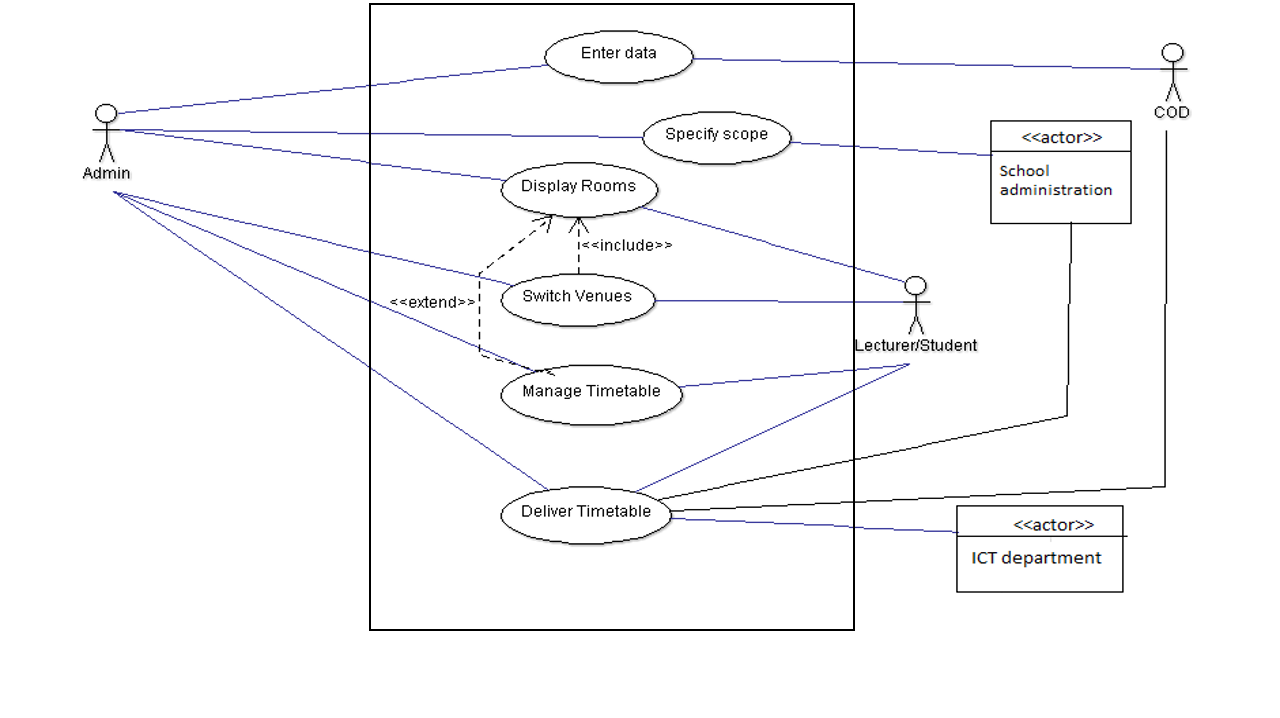 Enter data
COD
Specify scope
<<actor>>
School
administration
Admin
Display Rooms
<<include>>
Switch Venues
<<extend>>
Lecturer/Student
Manage Timetable
Deliver Timetable
<<actor>>
ICT department